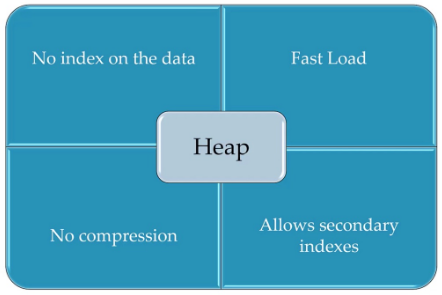 No index on the data
Fast Load
Heap
No compression
Allows secondary
indexes